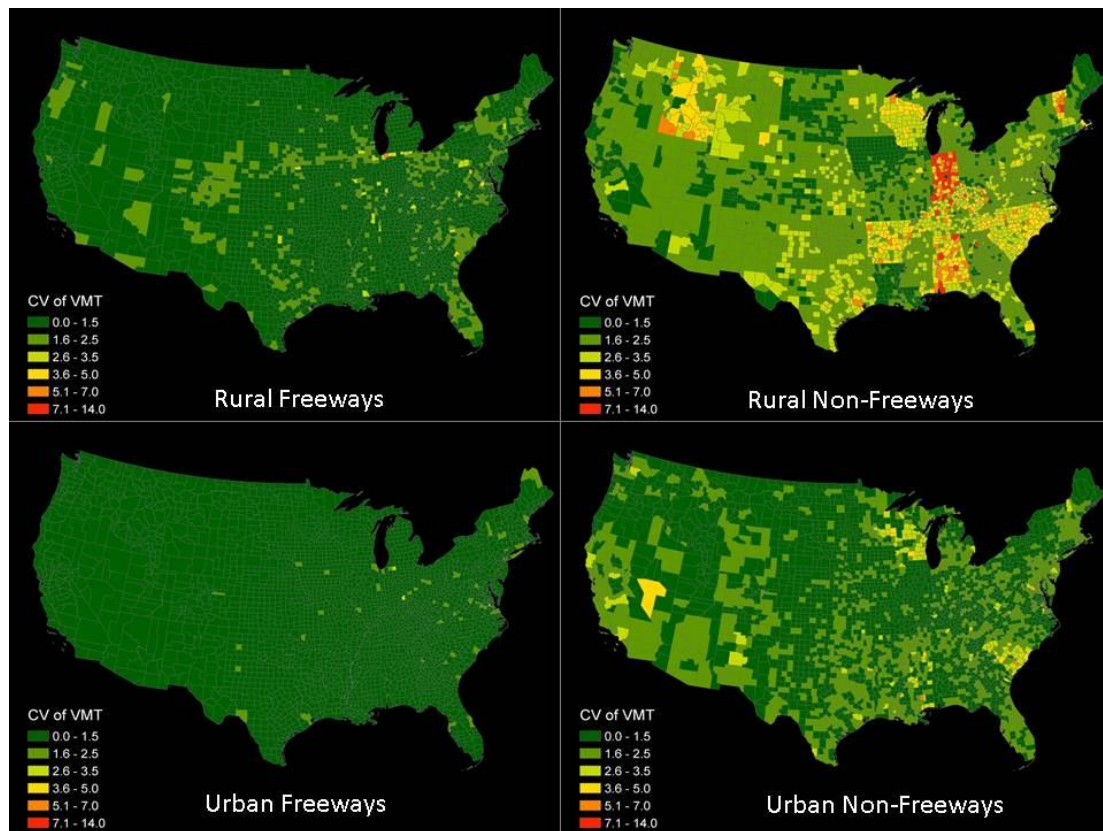 CV of VMT
0.0 - 1.5
1.6 - 2.5
2.6 - 3.5
3.6 - 5.0
5.1 - 7.0
7.1 - 14.0
Rural Freeways
CV of VMT
0.0 - 1.5
1.6 - 2.5
2.6 - 3.5
3.6 - 5.0
5.1 - 7.0
7.1 - 14.0
Rural Non-Freeways
CV of VMT
0.0 - 1.5
1.6 - 2.5
2.6 - 3.5
3.6 - 5.0
5.1 - 7.0
7.1 - 14.0
Urban Freeways
CV of VMT
0.0 - 1.5
1.6 - 2.5
2.6 - 3.5
3.6 - 5.0
5.1 - 7.0
7.1 - 14.0
Urban Non-Freeways